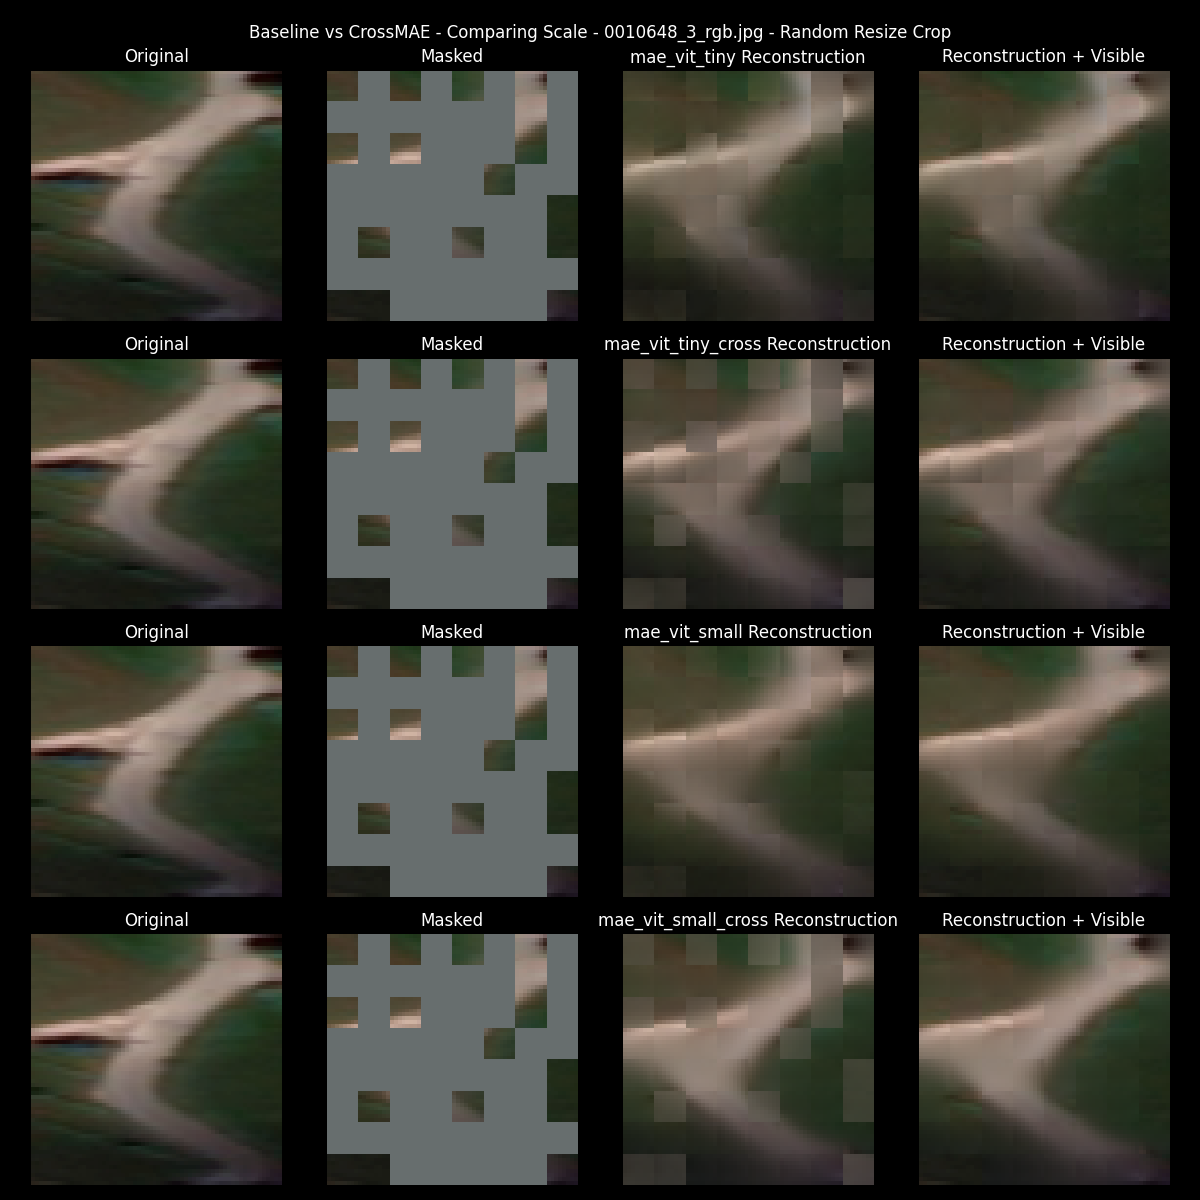 Baseline vs CrossMAE - Comparing Scale - 0010648_3_rgb.jpg - Random Resize Crop
Original Masked mae_vit_tiny Reconstruction Reconstruction + Visible
Original Masked mae_vit_tiny_cross Reconstruction Reconstruction + Visible
Original Masked mae_vit_small Reconstruction Reconstruction + Visible
Original Masked mae_vit_small_cross Reconstruction Reconstruction + Visible